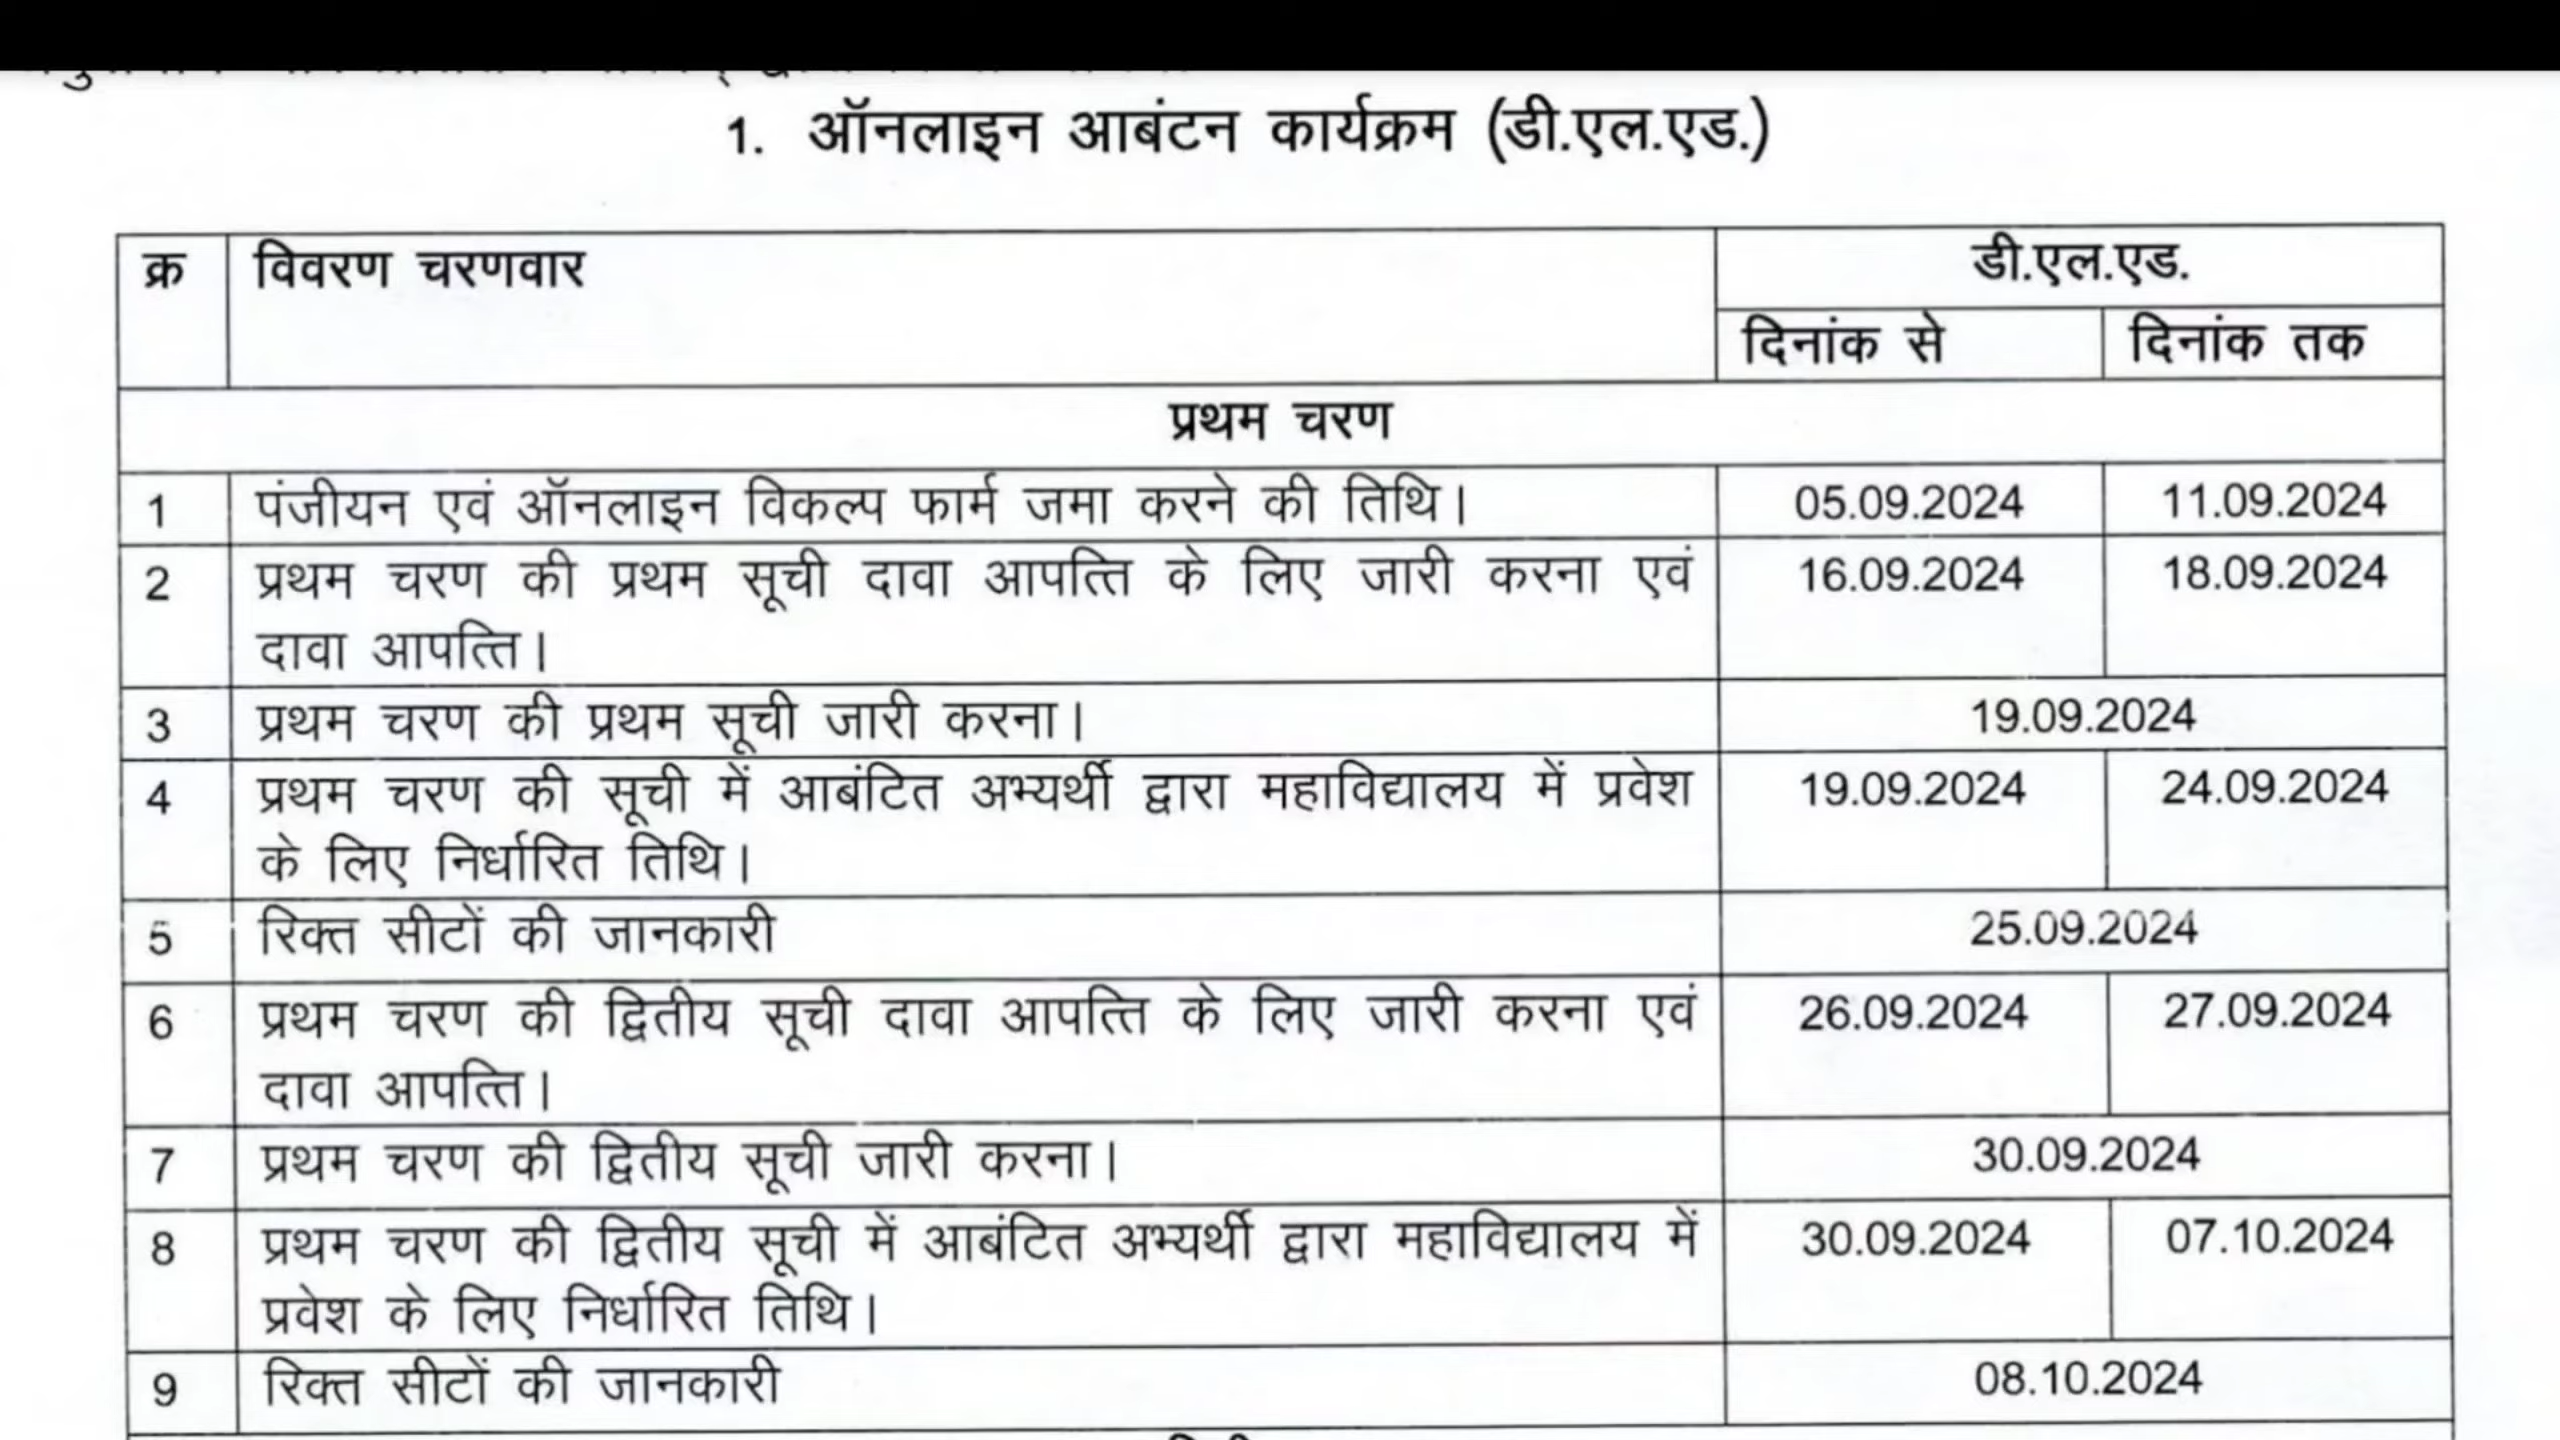 1. ऑनलाइन आबंटन कार्यक्रम (डी.एल.एड.)
क्र विवरण चरणवार डी.एल.एड.
दिनांक से दिनांक तक
प्रथम चरण
1 पंजीयन एवं ऑनलाइन विकल्प फार्म जमा करने की तिथि। 05.09.2024 11.09.2024
2 प्रथम चरण की प्रथम सूची दावा आपत्ति के लिए जारी करना एवं 16.09.2024 18.09.2024
दावा आपत्ति।
3 प्रथम चरण की प्रथम सूची जारी करना। 19.09.2024
4 प्रथम चरण की सूची में आबंटित अभ्यर्थी द्वारा महाविद्यालय में प्रवेश 19.09.2024 24.09.2024
के लिए निर्धारित तिथि।
5 रिक्त सीटों की जानकारी 25.09.2024
6 प्रथम चरण की द्वितीय सूची दावा आपत्ति के लिए जारी करना एवं 26.09.2024 27.09.2024
दावा आपत्ति।
7 प्रथम चरण की द्वितीय सूची जारी करना। 30.09.2024
8 प्रथम चरण की द्वितीय सूची में आबंटित अभ्यर्थी द्वारा महाविद्यालय में 30.09.2024 07.10.2024
प्रवेश के लिए निर्धारित तिथि।
9 रिक्त सीटों की जानकारी 08.10.2024